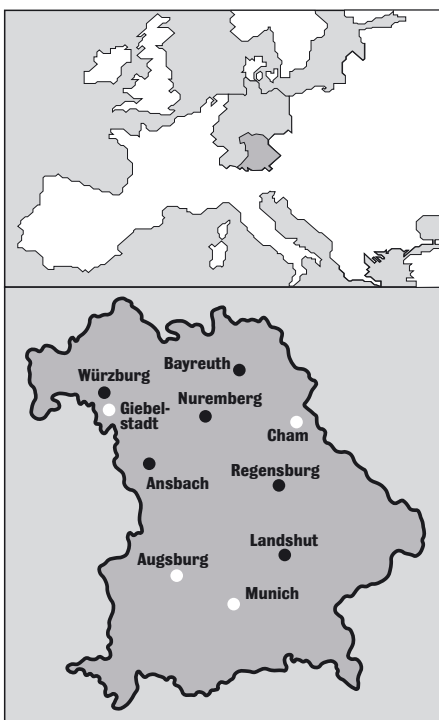 Bayreuth
Würzburg
Nuremberg
Giebel-
stadt
Cham
Regensburg
Ansbach
Landshut
Augsburg
Munich